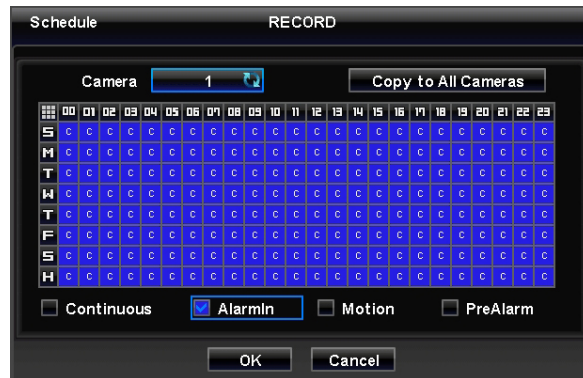 Schedule RECORD
Camera 1 Copy to All Cameras
00 01 02 03 04 05 06 07 08 09 10 11 12 13 14 15 16 17 18 19 20 21 22 23
S C C C C C C C C C C C C C C C C C C C C C C C C
M C C C C C C C C C C C C C C C C C C C C C C C C
T C C C C C C C C C C C C C C C C C C C C C C C C
W C C C C C C C C C C C C C C C C C C C C C C C C
T C C C C C C C C C C C C C C C C C C C C C C C C
F C C C C C C C C C C C C C C C C C C C C C C C C
S C C C C C C C C C C C C C C C C C C C C C C C C
H C C C C C C C C C C C C C C C C C C C C C C C C
Continuous AlarmIn Motion PreAlarm
OK Cancel